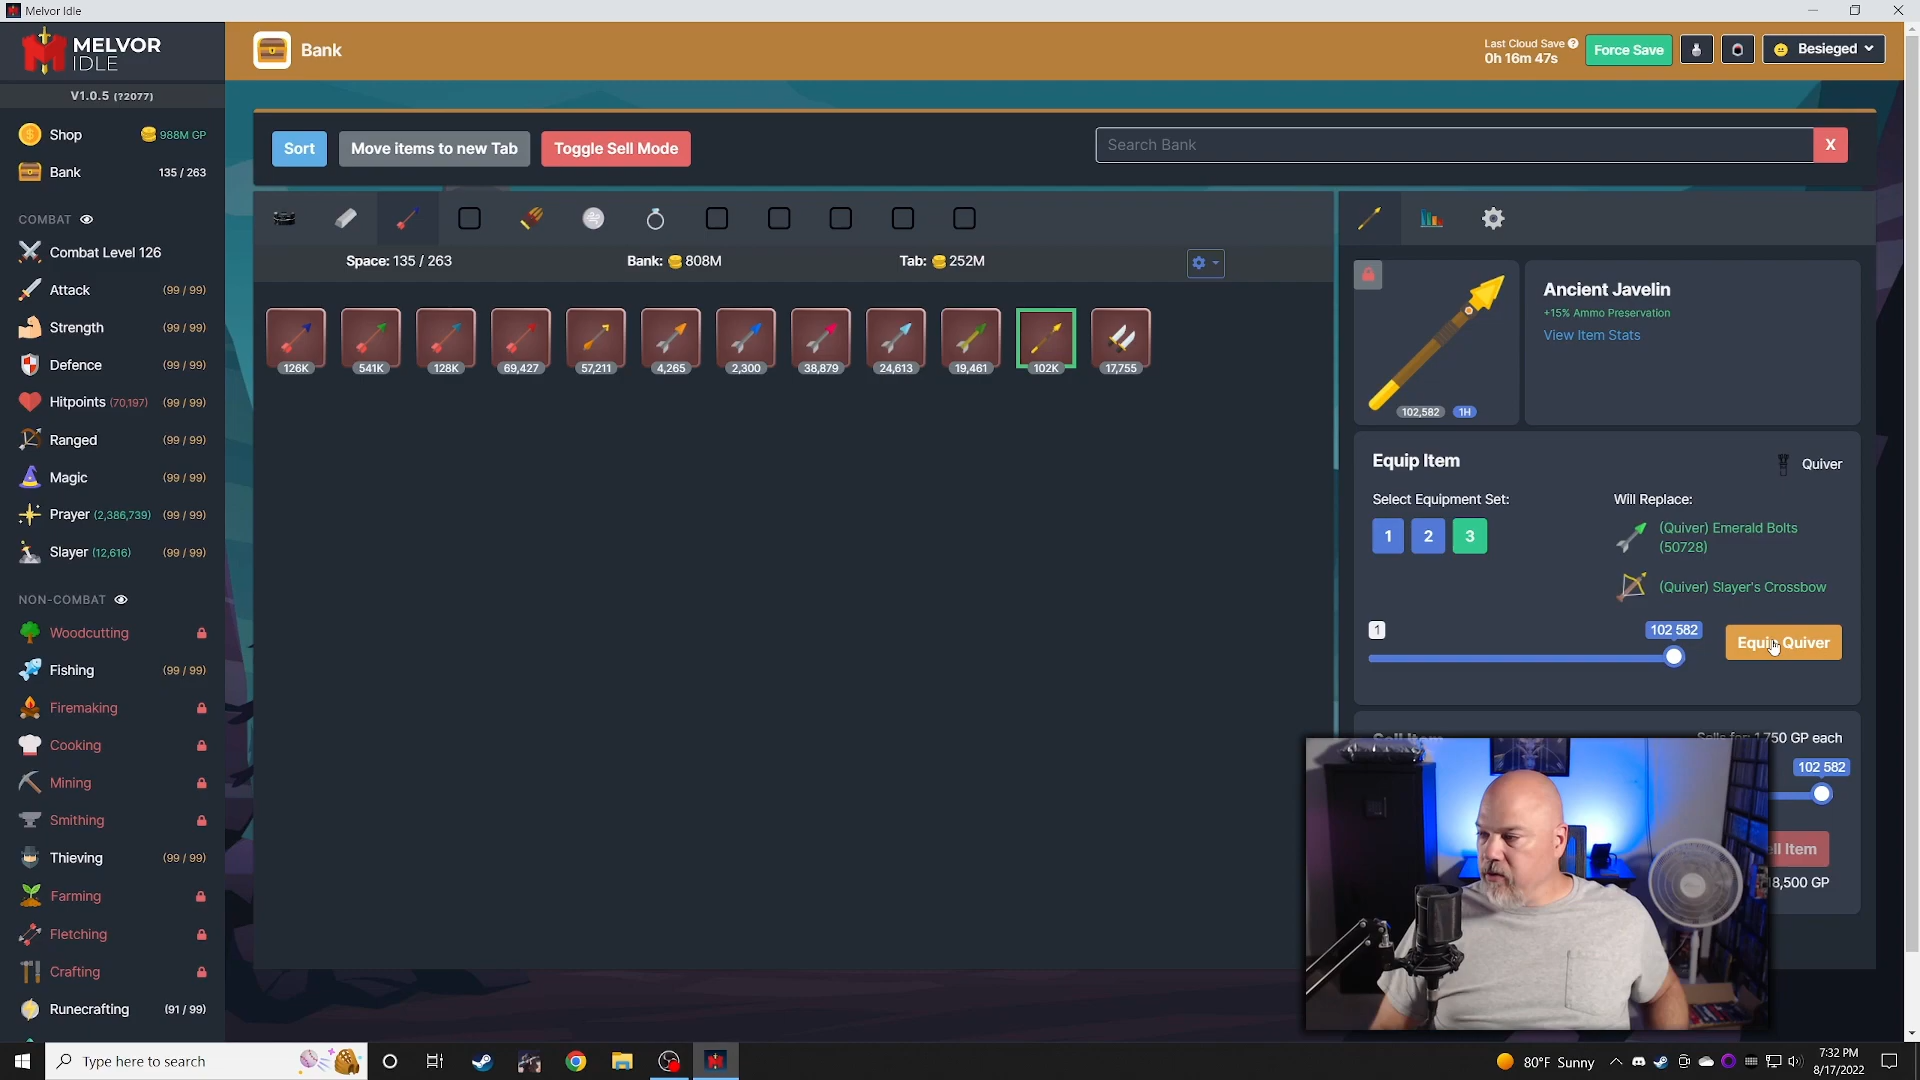 Melvor Idle
MELVOR
IDLE
V1.0.5 (?2077)
Shop 988M GP
Bank 135 / 263
COMBAT
Combat Level 126
Attack (99 / 99)
Strength (99 / 99)
Defence (99 / 99)
Hitpoints (70,197) (99 / 99)
Ranged (99 / 99)
Magic (99 / 99)
Prayer (2,386,739) (99 / 99)
Slayer (12,616) (99 / 99)
NON-COMBAT
Woodcutting
Fishing (99 / 99)
Firemaking
Cooking
Mining
Smithing
Thieving (99 / 99)
Farming
Fletching
Crafting
Runecrafting (91 / 99)
Bank
Last Cloud Save ?
0h 16m 47s
Force Save
Besieged
Sort
Move items to new Tab
Toggle Sell Mode
Search Bank
X
Space: 135 / 263
Bank: 808M
Tab: 252M
126K 541K 128K 69,427 57,211 4,265 2,300 38,879 24,613 19,461 102K 17,755
102,582 1H
Ancient Javelin
+15% Ammo Preservation
View Item Stats
Equip Item
Quiver
Select Equipment Set:
1 2 3
Will Replace:
(Quiver) Emerald Bolts
(50728)
(Quiver) Slayer's Crossbow
1
102 582
Equip Quiver
750 GP each
102 582
ell Item
18,500 GP
Type here to search
80°F Sunny
7:32 PM
8/17/2022